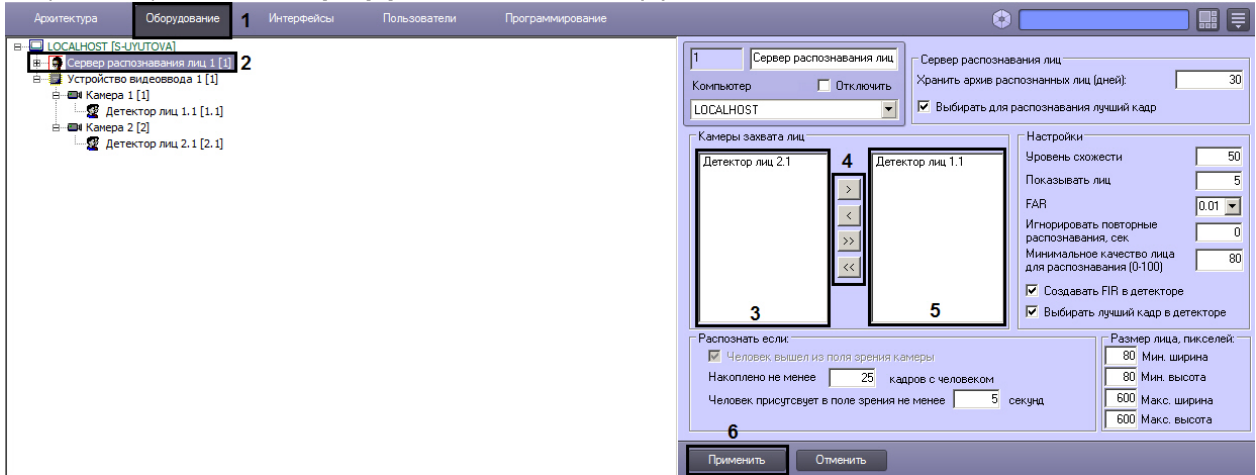 Архитектура Оборудование 1 Интерфейсы Пользователи Программирование
LOCALHOST [S-UYUTOVA]
Сервер распознавания лиц 1 [1] 2
Устройство видеоввода 1 [1]
Камера 1 [1]
Детектор лиц 1.1 [1.1]
Камера 2 [2]
Детектор лиц 2.1 [2.1]
1 Сервер распознавания лиц
Компьютер Отключить
LOCALHOST
Сервер распознавания лиц
Хранить архив распознанных лиц (дней): 30
Выбирать для распознавания лучший кадр
Камеры захвата лиц
Детектор лиц 2.1 4 Детектор лиц 1.1
>
<
>>
<<
3 5
Настройки
Уровень схожести 50
Показывать лиц 5
FAR 0.01
Игнорировать повторные
распознавания, сек 0
Минимальное качество лица
для распознавания (0-100) 80
Создавать FIR в детекторе
Выбирать лучший кадр в детекторе
Распознать если:
Человек вышел из поля зрения камеры
Накоплено не менее 25 кадров с человеком
Человек присутсвует в поле зрения не менее 5 секунд
Размер лица, пикселей:
80 Мин. ширина
80 Мин. высота
600 Макс. ширина
600 Макс. высота
6
Применить Отменить